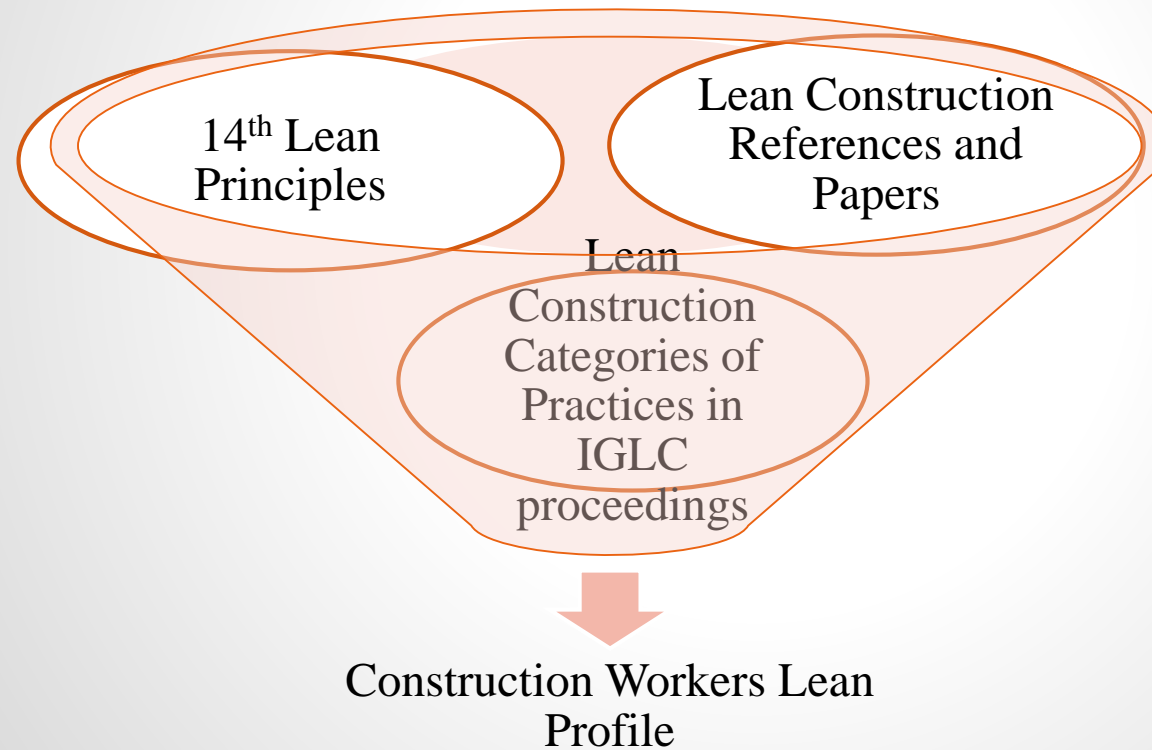 14th Lean
Principles
Lean Construction
References and
Papers
Lean
Construction
Categories of
Practices in
IGLC
proceedings
Construction Workers Lean
Profile